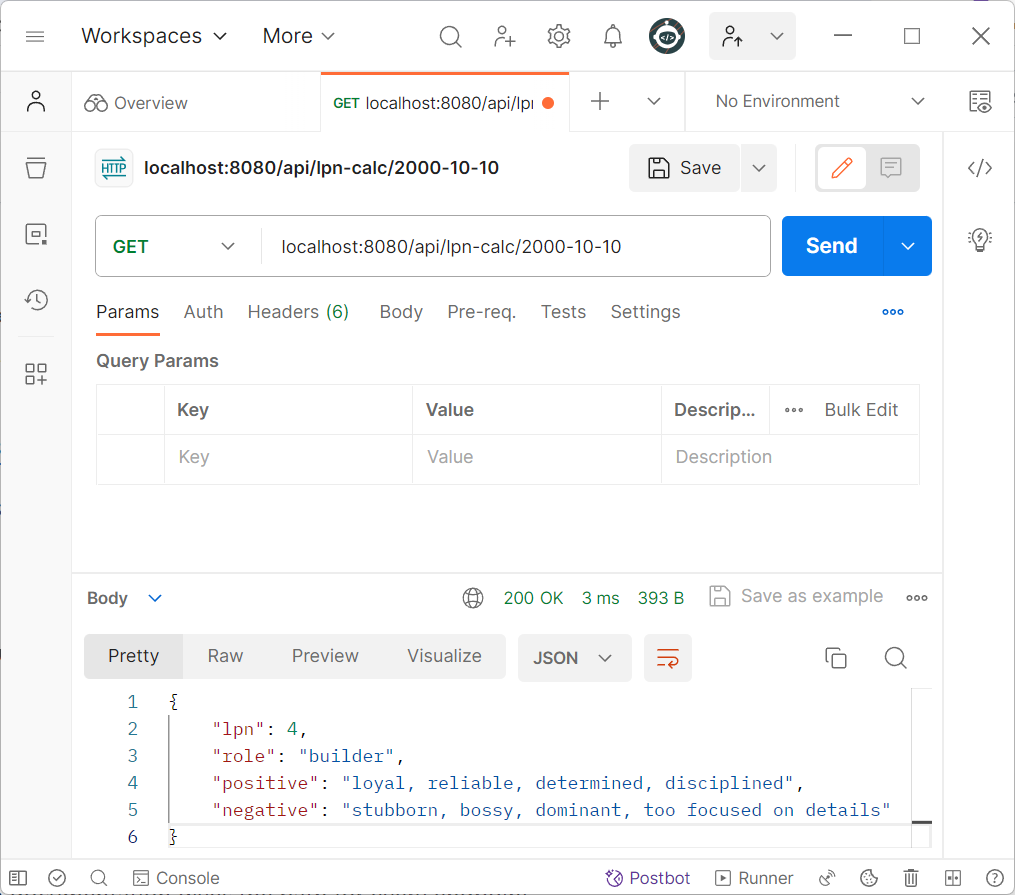 Workspaces More
Overview GET localhost:8080/api/lp No Environment
HTTP localhost:8080/api/lpn-calc/2000-10-10 Save
GET localhost:8080/api/lpn-calc/2000-10-10 Send
Params Auth Headers (6) Body Pre-req. Tests Settings
Query Params
Key Value Descrip... Bulk Edit
Key Value Description
Body 200 OK 3 ms 393 B Save as example
Pretty Raw Preview Visualize JSON
1 {
2 "lpn": 4,
3 "role": "builder",
4 "positive": "loyal, reliable, determined, disciplined",
5 "negative": "stubborn, bossy, dominant, too focused on details"
6 }
Console Postbot Runner